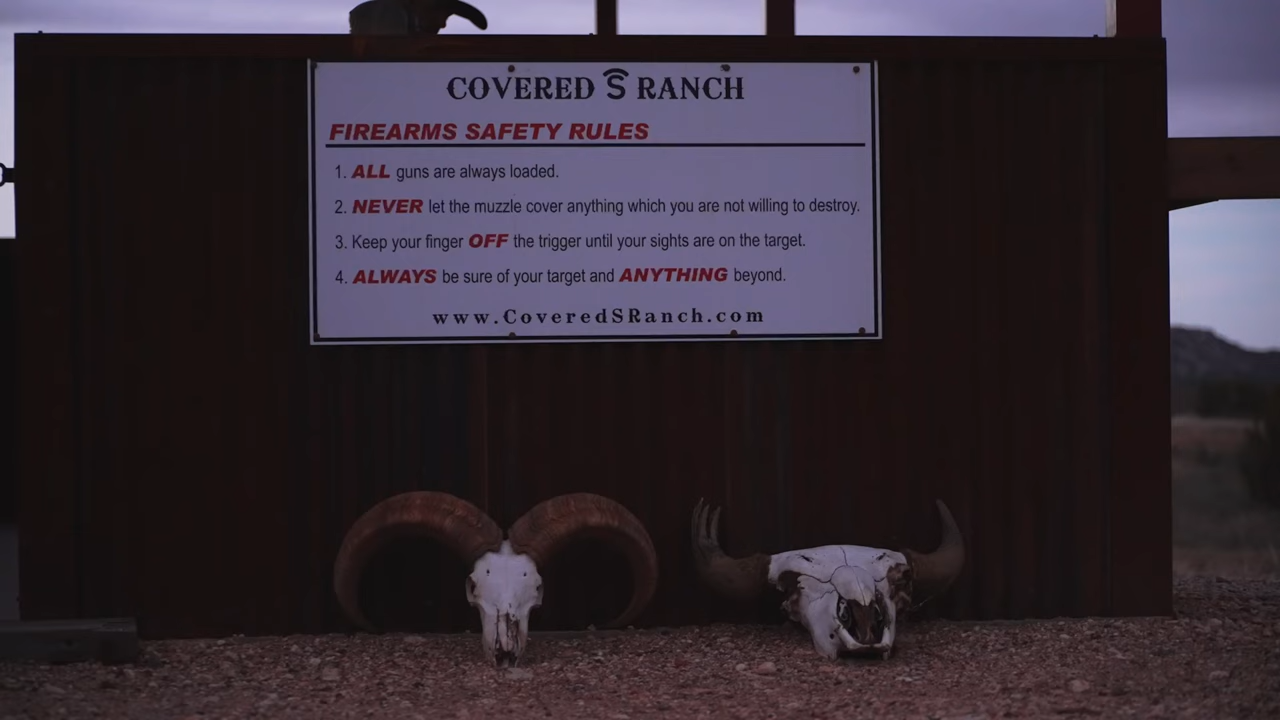 COVERED S RANCH
FIREARMS SAFETY RULES
1. ALL guns are always loaded.
2. NEVER let the muzzle cover anything which you are not willing to destroy.
3. Keep your finger OFF the trigger until your sights are on the target.
4. ALWAYS be sure of your target and ANYTHING beyond.
www.CoveredSRanch.com